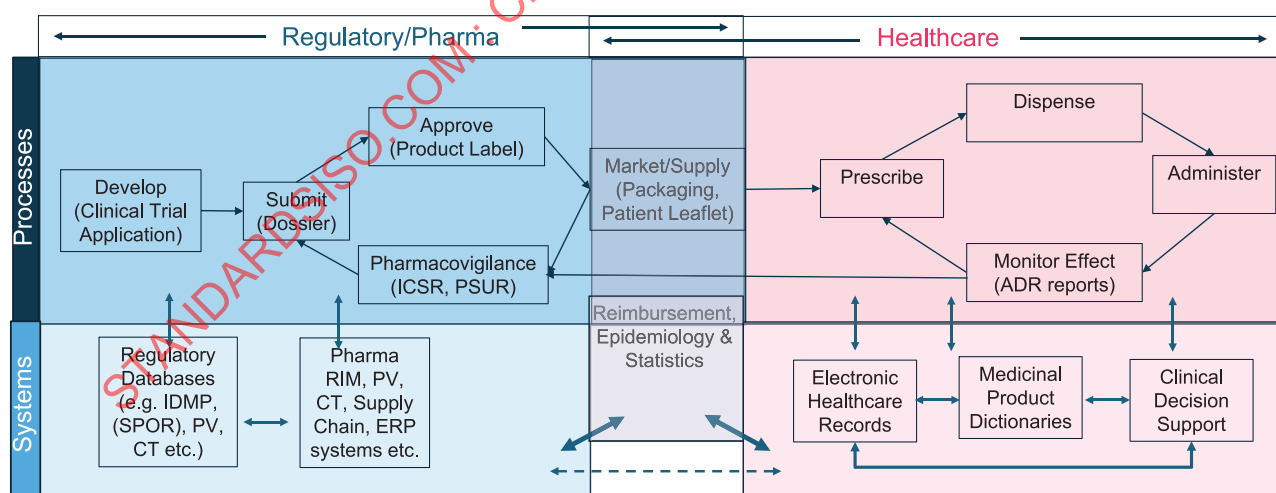 Regulatory/Pharma
Healthcare
Processes
Develop
(Clinical Trial
Application)
Submit
(Dossier)
Approve
(Product Label)
Pharmacovigilance
(ICSR, PSUR)
Market/Supply
(Packaging,
Patient Leaflet)
Prescribe
Dispense
Administer
Monitor Effect
(ADR reports)
Systems
Regulatory
Databases
(e.g. IDMP,
(SPOR), PV,
CT etc.)
Pharma
RIM, PV,
CT, Supply
Chain, ERP
systems etc.
Reimbursement,
Epidemiology &
Statistics
Electronic
Healthcare
Records
Medicinal
Product
Dictionaries
Clinical
Decision
Support
STANDARDSISO.COM :